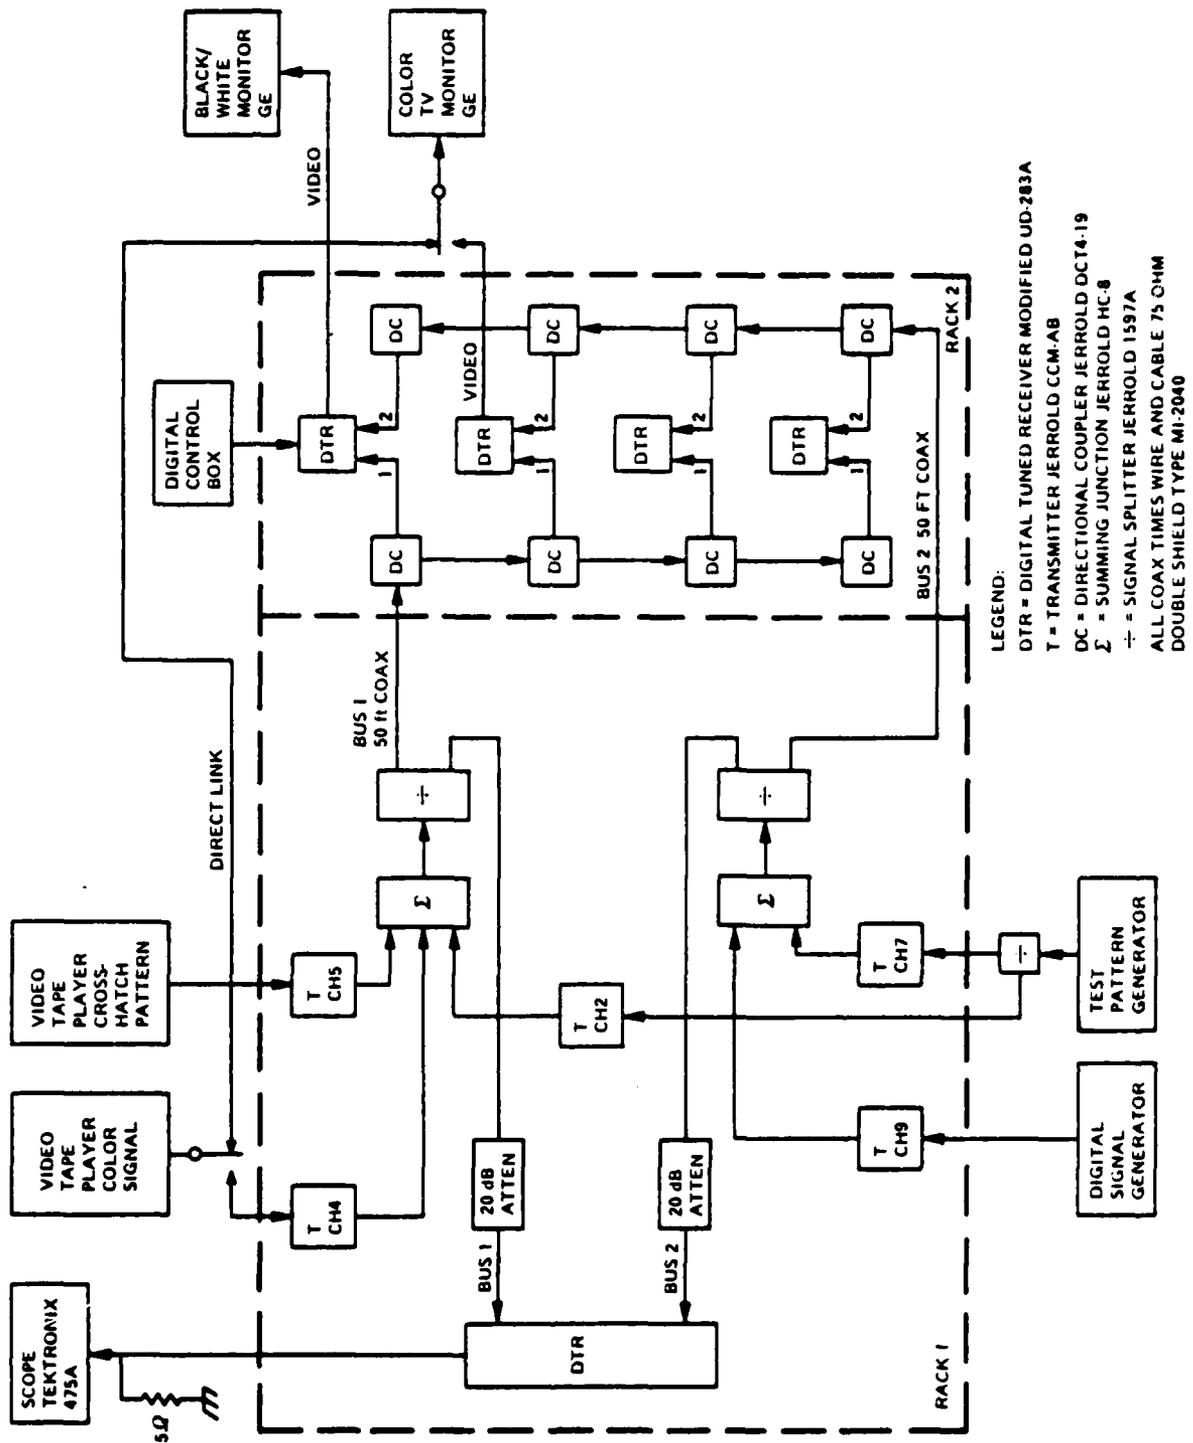 SCOPE
TEKTRONIX
475A
5Ω
VIDEO
TAPE
PLAYER
COLOR
SIGNAL
VIDEO
TAPE
PLAYER
CROSS-
HATCH
PATTERN
DIRECT LINK
DIGITAL
CONTROL
BOX
BLACK/
WHITE
MONITOR
GE
COLOR
TV
MONITOR
GE
VIDEO
VIDEO
T
CH4
T
CH5
Σ
÷
BUS 1
50 ft COAX
DC
DC
DC
DC
DTR
1
2
DTR
1
2
DTR
1
2
DTR
1
2
DC
DC
DC
DC
RACK 2
BUS 2 50 FT COAX
DTR
BUS 1
20 dB
ATTEN
BUS 2
20 dB
ATTEN
T
CH2
Σ
÷
T
CH9
T
CH7
÷
RACK 1
DIGITAL
SIGNAL
GENERATOR
TEST
PATTERN
GENERATOR
LEGEND:
DTR = DIGITAL TUNED RECEIVER MODIFIED UD-283A
T = TRANSMITTER JERROLD CCM-AB
DC = DIRECTIONAL COUPLER JERROLD DCT4-19
Σ = SUMMING JUNCTION JERROLD HC-8
÷ = SIGNAL SPLITTER JERROLD 1597A
ALL COAX TIMES WIRE AND CABLE 75 OHM
DOUBLE SHIELD TYPE MI-2040